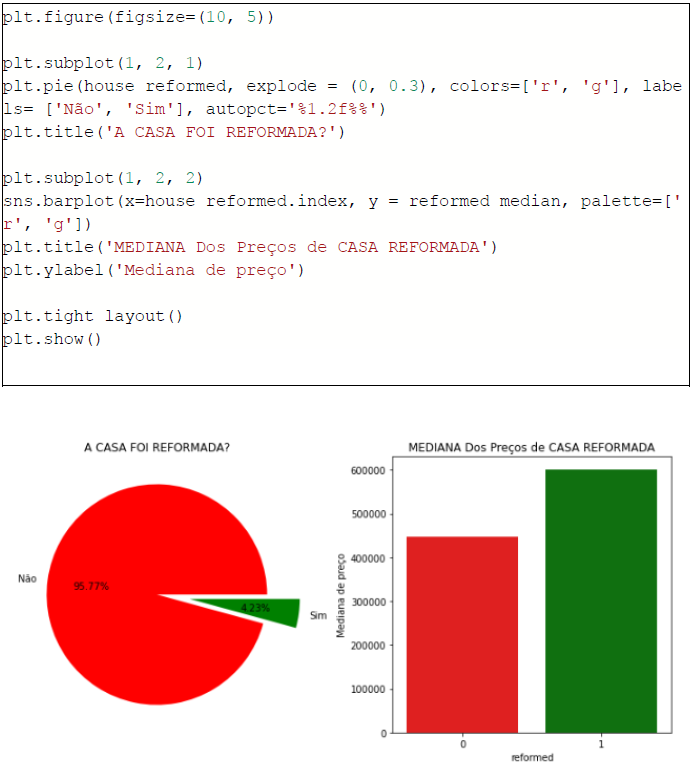 plt.figure(figsize=(10, 5))
plt.subplot(1, 2, 1)
plt.pie(house reformed, explode = (0, 0.3), colors=['r', 'g'], labe
ls= ['Não', 'Sim'], autopct='%1.2f%%')
plt.title('A CASA FOI REFORMADA?')
plt.subplot(1, 2, 2)
sns.barplot(x=house reformed.index, y = reformed median, palette=['
r', 'g'])
plt.title('MEDIANA Dos Preços de CASA REFORMADA')
plt.ylabel('Mediana de preço')
plt.tight layout()
plt.show()
A CASA FOI REFORMADA?
Não
95.77%
4.23%
Sim
MEDIANA Dos Preços de CASA REFORMADA
Mediana de preço
600000
500000
400000
300000
200000
100000
0
0
1
reformed